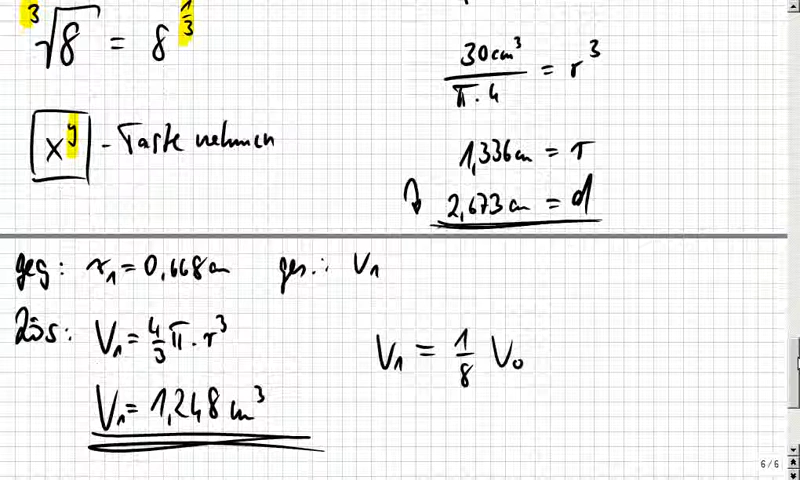 ³√8 = 8^(1/3)
x^y - Taste nehmen
30cm³ / π · 4 = r³
1,336cm = r
2,673cm = d
geg: r₁ = 0,668cm ges.: V₁
Lös: V₁ = 4/3 π · r³
V₁ = 1/8 V₀
V₁ = 1,248 cm³
6/6